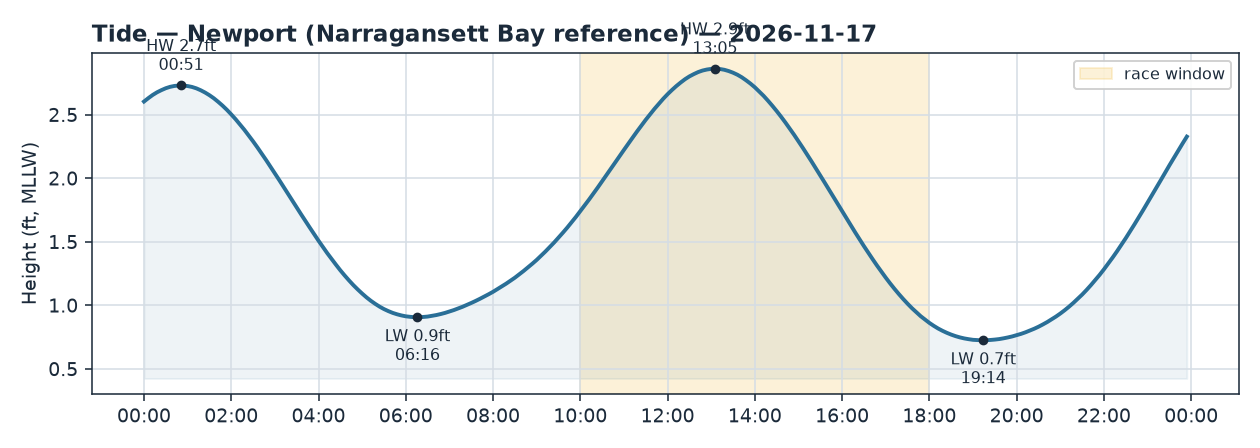 Tide — Newport (Narragansett Bay reference) — 2026-11-17
HW 2.7ft
00:51
HW 2.9ft
13:05
race window
Height (ft, MLLW)
2.5
2.0
1.5
1.0
0.5
LW 0.9ft
06:16
LW 0.7ft
19:14
00:00 02:00 04:00 06:00 08:00 10:00 12:00 14:00 16:00 18:00 20:00 22:00 00:00